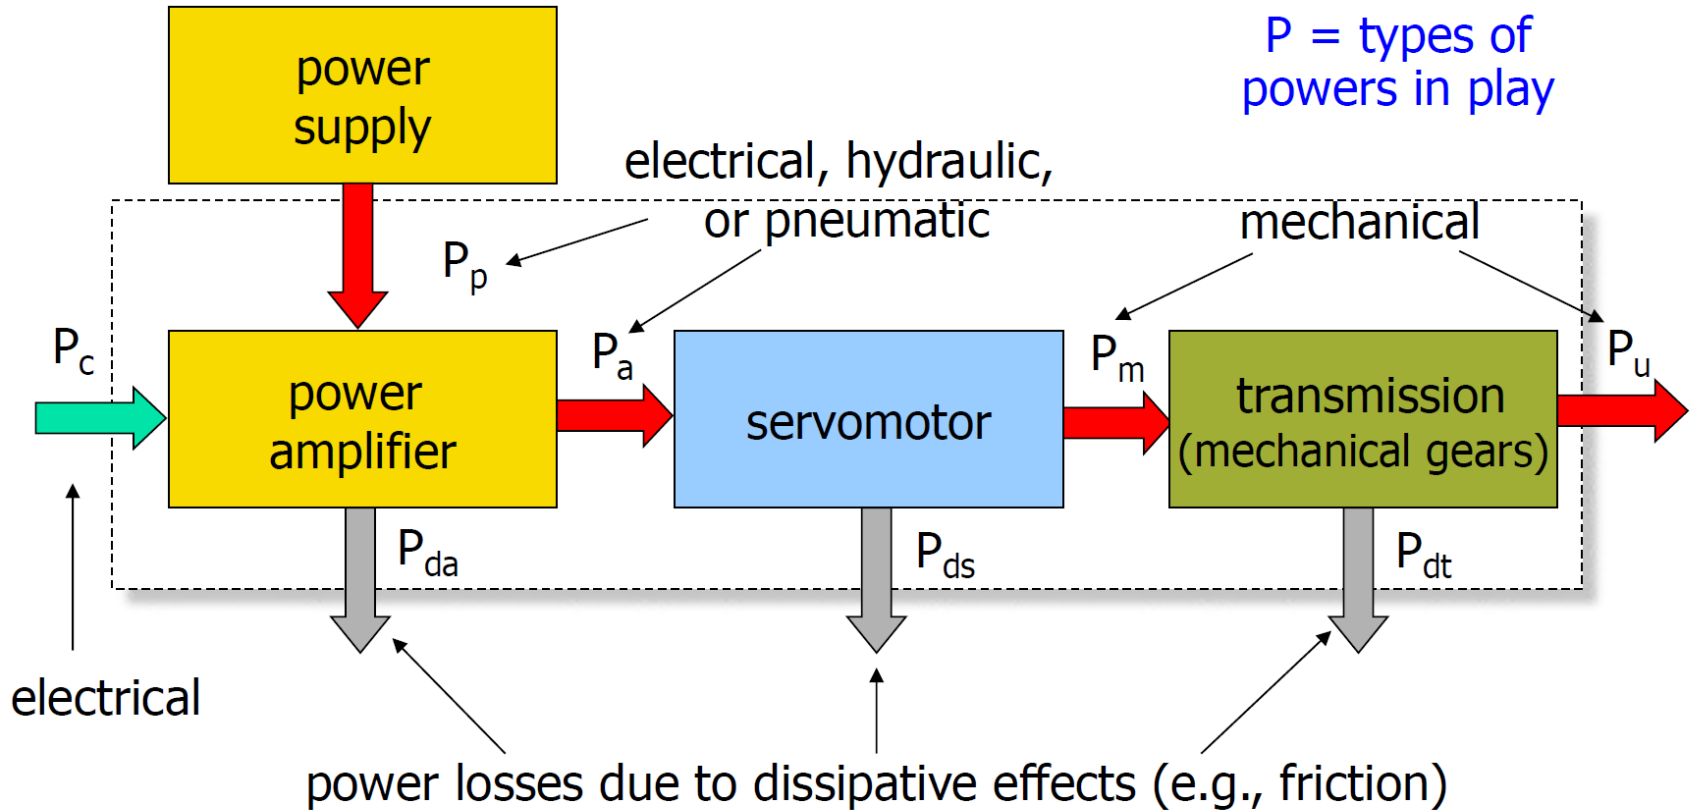 power
supply
P = types of
powers in play
electrical, hydraulic,
or pneumatic
mechanical
Pp
Pc
power
amplifier
Pa
servomotor
Pm
transmission
(mechanical gears)
Pu
Pda
Pds
Pdt
electrical
power losses due to dissipative effects (e.g., friction)